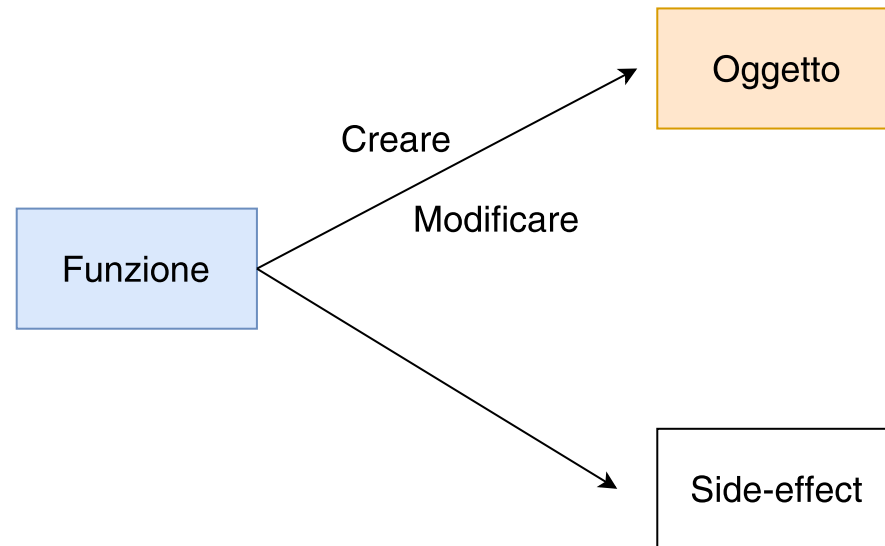 Oggetto
Creare
Modificare
Funzione
Side-effect